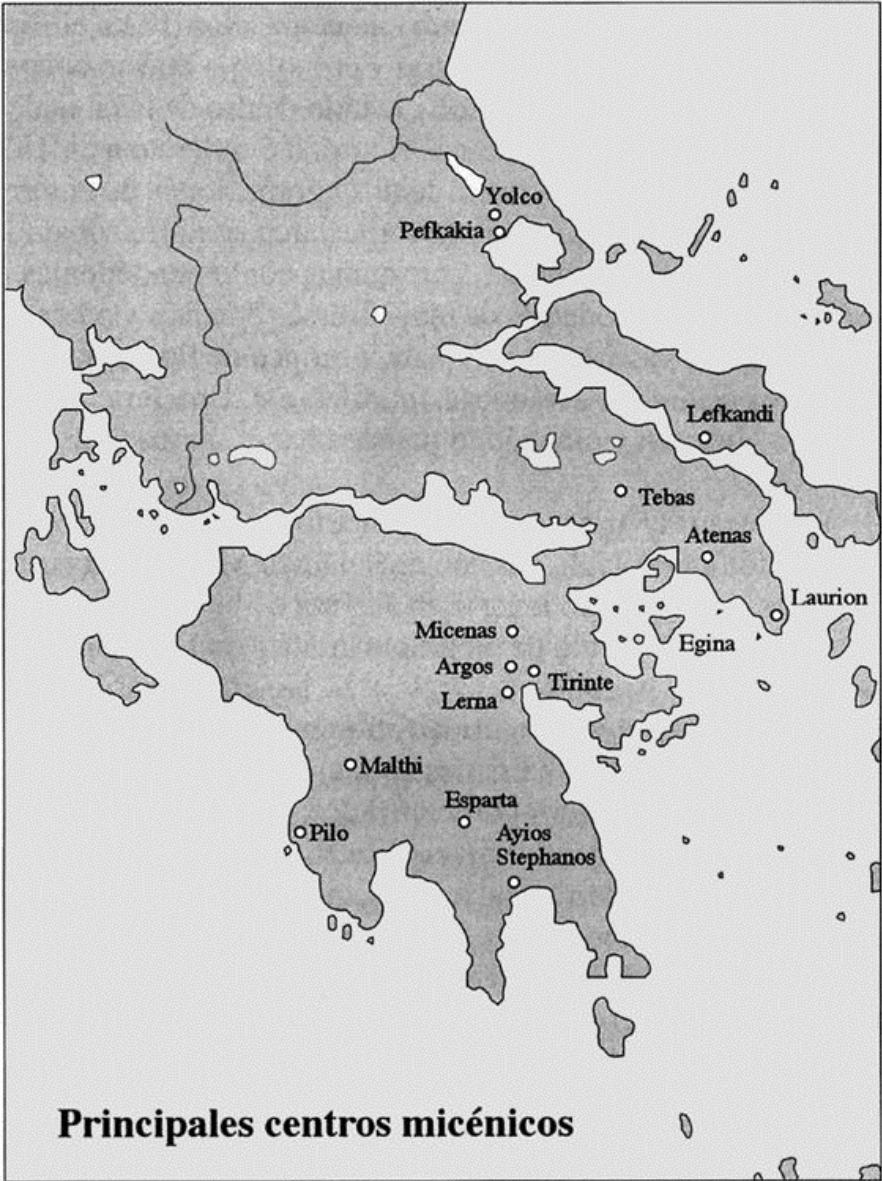 Yolco
Pefkakia
Lefkandi
Tebas
Atenas
Laurion
Egina
Micenas
Argos
Tirinte
Lerna
Malthi
Esparta
Pilo
Ayios
Stephanos
Principales centros micénicos